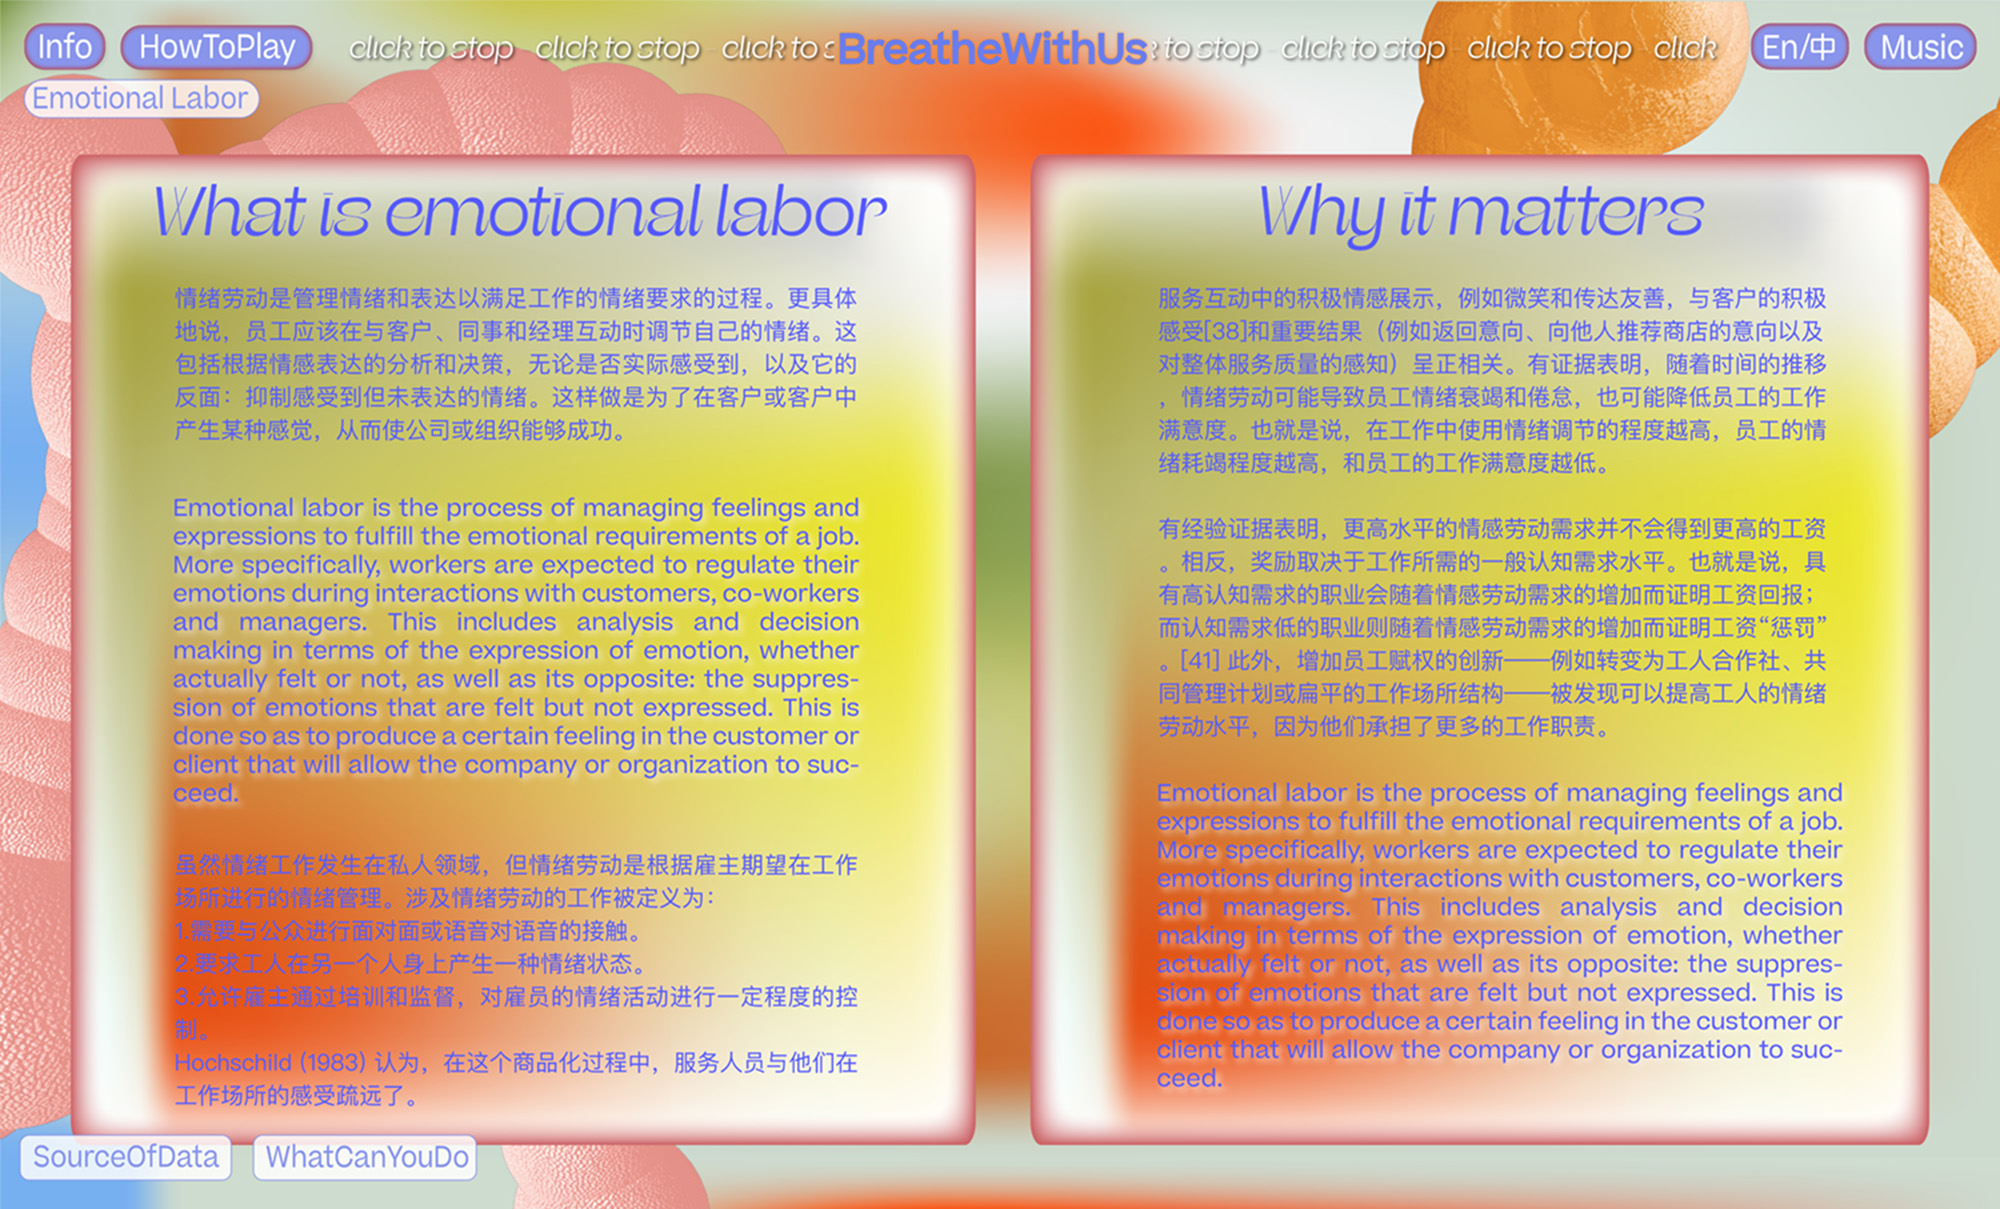 Info HowToPlay click to stop click to stop click to s BreatheWithUs to stop click to stop click to stop click En/中 Music
Emotional Labor
What is emotional labor
情绪劳动是管理情绪和表达以满足工作的情绪要求的过程。更具体
地说，员工应该在与客户、同事和经理互动时调节自己的情绪。这
包括根据情感表达的分析和决策，无论是否实际感受到，以及它的
反面：抑制感受到但未表达的情绪。这样做是为了在客户或客户中
产生某种感觉，从而使公司或组织能够成功。
Emotional labor is the process of managing feelings and
expressions to fulfill the emotional requirements of a job.
More specifically, workers are expected to regulate their
emotions during interactions with customers, co-workers
and managers. This includes analysis and decision
making in terms of the expression of emotion, whether
actually felt or not, as well as its opposite: the suppres-
sion of emotions that are felt but not expressed. This is
done so as to produce a certain feeling in the customer or
client that will allow the company or organization to suc-
ceed.
虽然情绪工作发生在私人领域，但情绪劳动是根据雇主期望在工作
场所进行的情绪管理。涉及情绪劳动的工作被定义为：
1.需要与公众进行面对面或语音对语音的接触。
2.要求工人在另一个人身上产生一种情绪状态。
3.允许雇主通过培训和监督，对雇员的情绪活动进行一定程度的控
制。
Hochschild (1983) 认为，在这个商品化过程中，服务人员与他们在
工作场所的感受疏远了。
Why it matters
服务互动中的积极情感展示，例如微笑和传达友善，与客户的积极
感受[38]和重要结果（例如返回意向、向他人推荐商店的意向以及
对整体服务质量的感知）呈正相关。有证据表明，随着时间的推移
，情绪劳动可能导致员工情绪衰竭和倦怠，也可能降低员工的工作
满意度。也就是说，在工作中使用情绪调节的程度越高，员工的情
绪耗竭程度越高，和员工的工作满意度越低。
有经验证据表明，更高水平的情感劳动需求并不会得到更高的工资
。相反，奖励取决于工作所需的一般认知需求水平。也就是说，具
有高认知需求的职业会随着情感劳动需求的增加而证明工资回报；
而认知需求低的职业则随着情感劳动需求的增加而证明工资“惩罚”
。[41] 此外，增加员工赋权的创新——例如转变为工人合作社、共
同管理计划或扁平的工作场所结构——被发现可以提高工人的情绪
劳动水平，因为他们承担了更多的工作职责。
Emotional labor is the process of managing feelings and
expressions to fulfill the emotional requirements of a job.
More specifically, workers are expected to regulate their
emotions during interactions with customers, co-workers
and managers. This includes analysis and decision
making in terms of the expression of emotion, whether
actually felt or not, as well as its opposite: the suppres-
sion of emotions that are felt but not expressed. This is
done so as to produce a certain feeling in the customer or
client that will allow the company or organization to suc-
ceed.
SourceOfData WhatCanYouDo